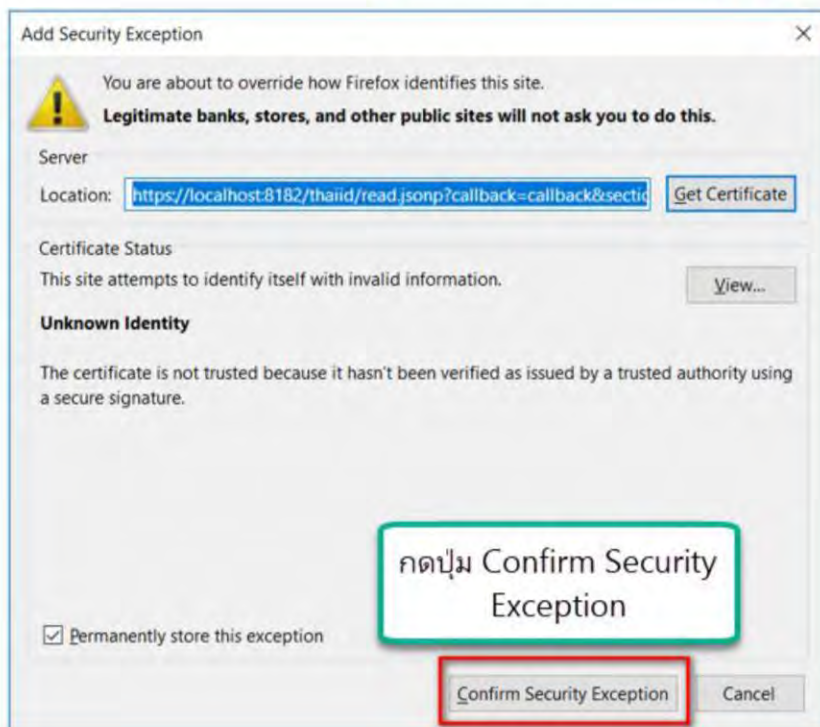 Add Security Exception
You are about to override how Firefox identifies this site.
Legitimate banks, stores, and other public sites will not ask you to do this.
Server
Location: https://localhost:8182/thaiid/read.jsonp?callback=callback&sectio Get Certificate
Certificate Status
This site attempts to identify itself with invalid information. View...
Unknown Identity
The certificate is not trusted because it hasn't been verified as issued by a trusted authority using
a secure signature.
กดปุ่ม Confirm Security
Exception
Permanently store this exception
Confirm Security Exception Cancel